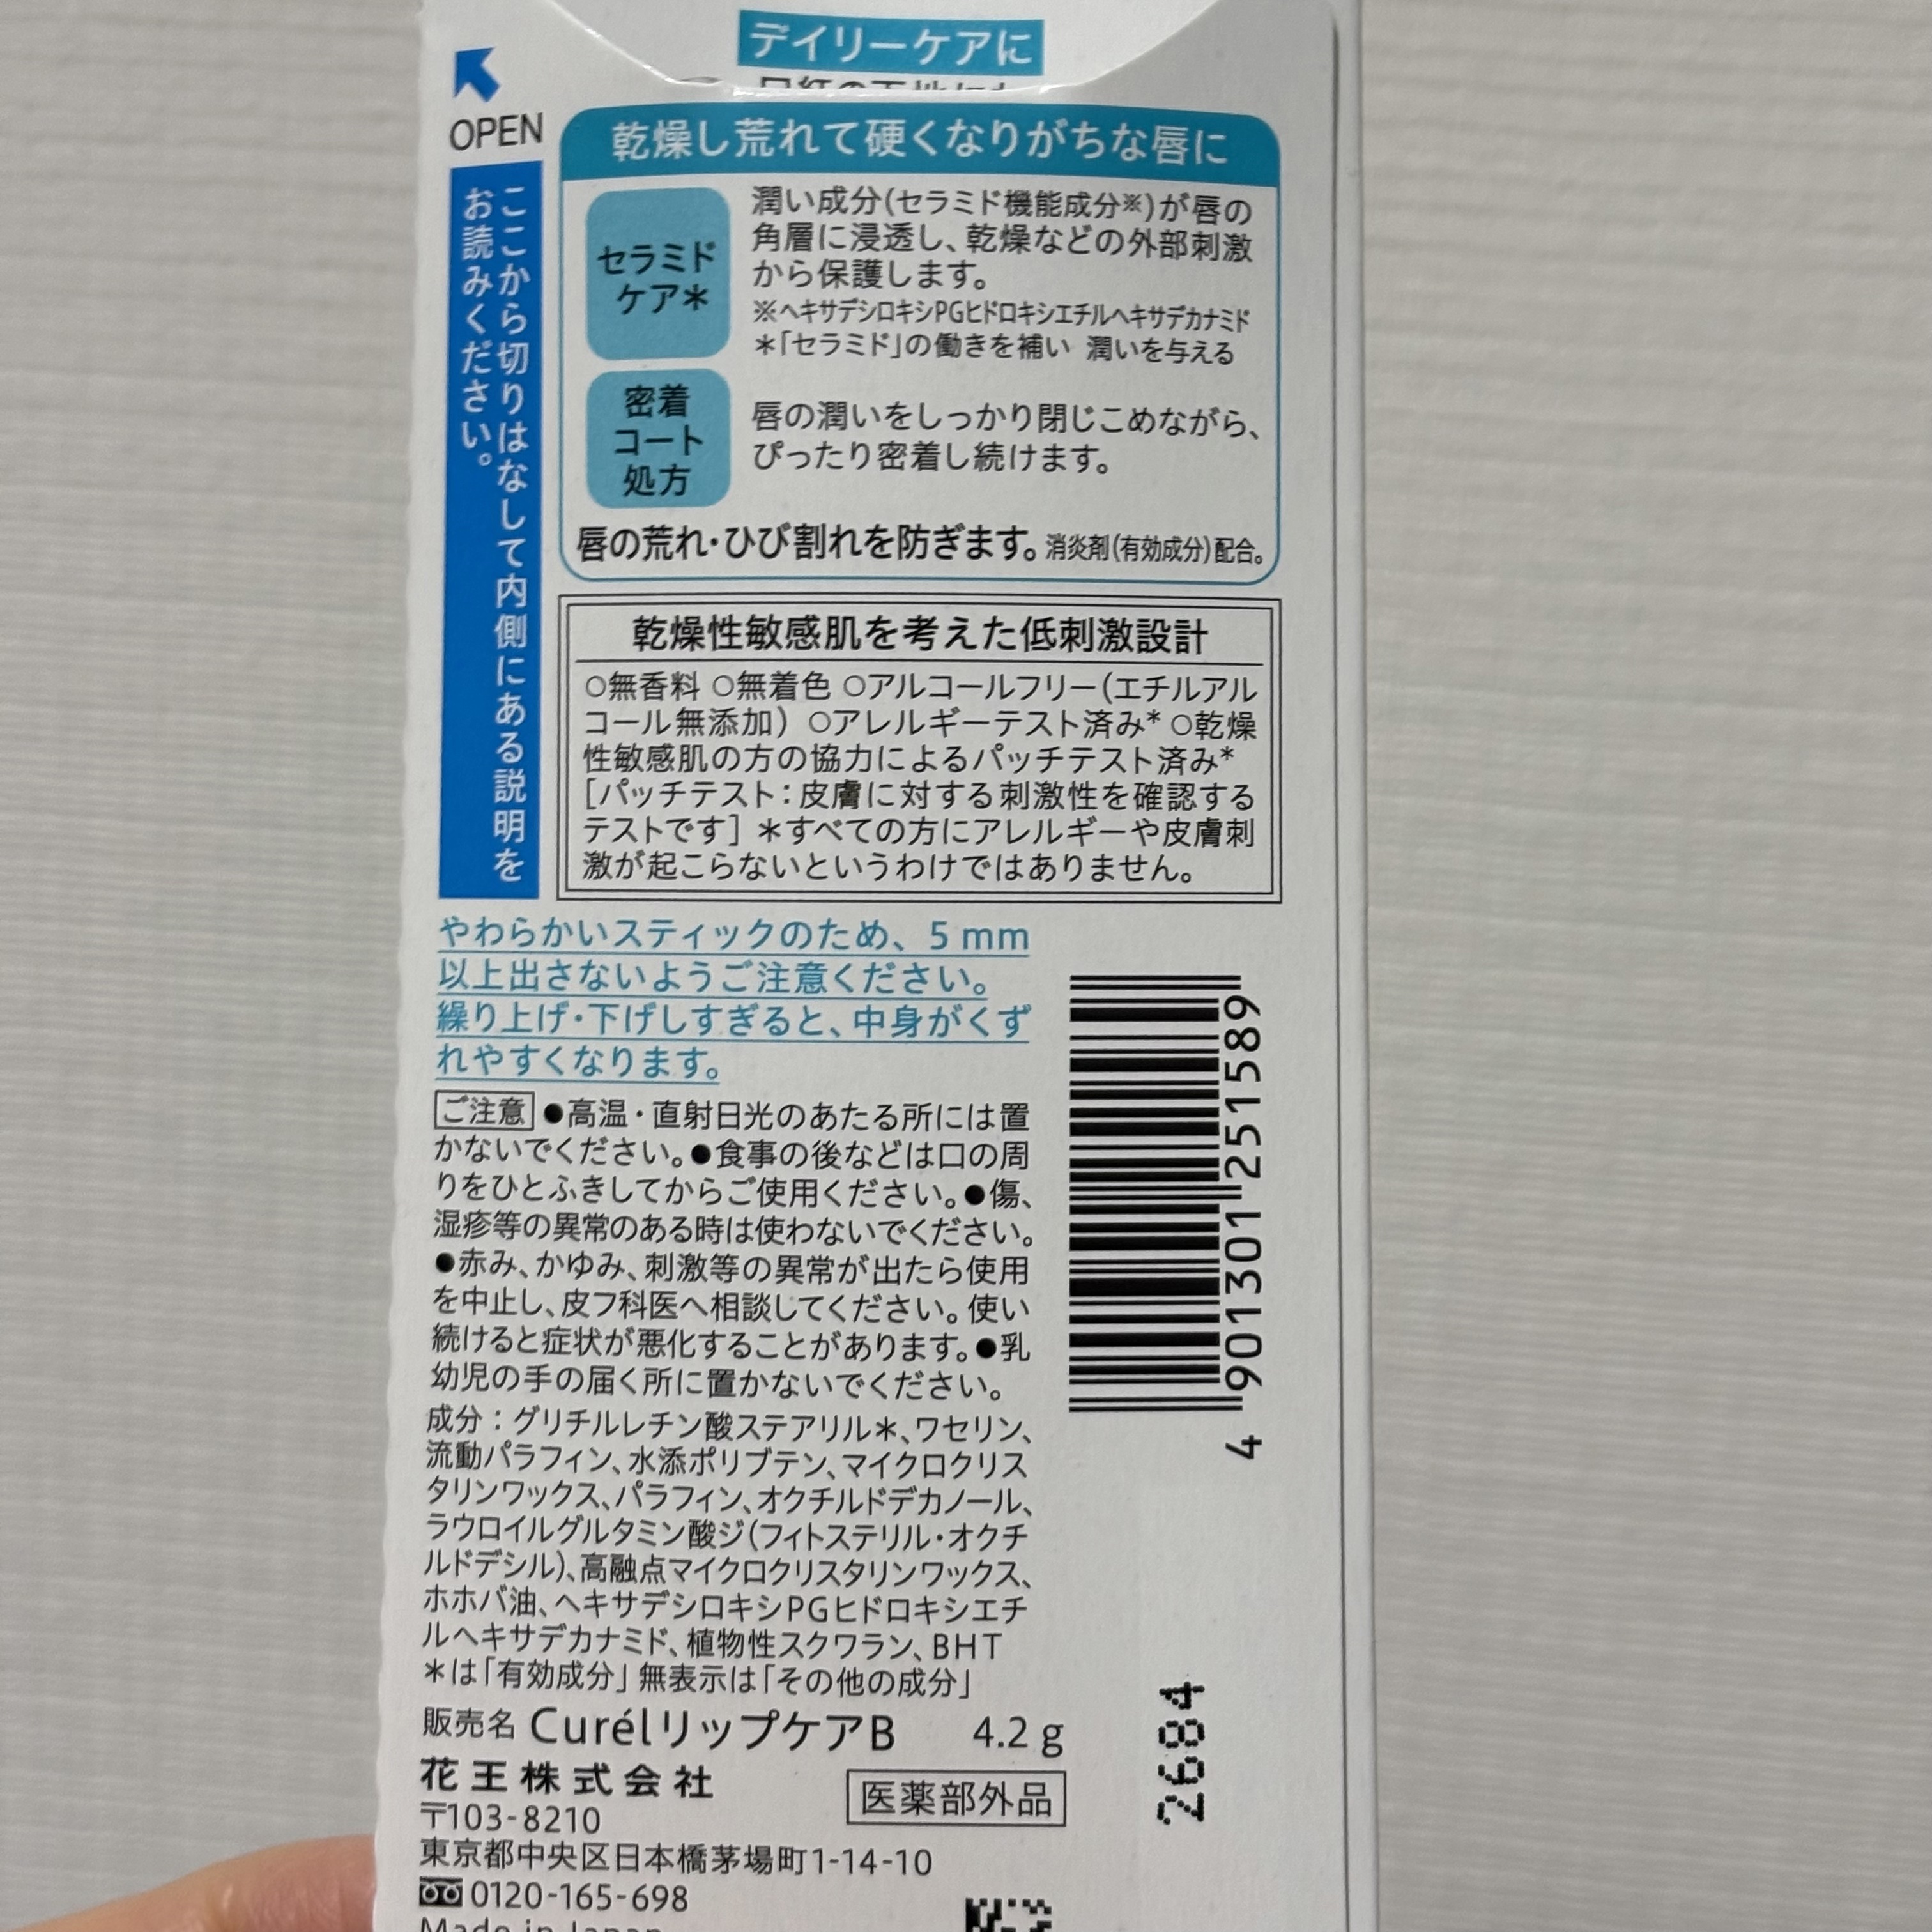 デイリーケアに
OPEN
ここから切りはなして内側にある説明を
お読みください。
乾燥し荒れて硬くなりがちな唇に
セラミド
ケア＊
潤い成分(セラミド機能成分※)が唇の
角層に浸透し、乾燥などの外部刺激
から保護します。
※ヘキサデシロキシPGヒドロキシエチルヘキサデカナミド
＊「セラミド」の働きを補い 潤いを与える
密着
コート
処方
唇の潤いをしっかり閉じこめながら、
ぴったり密着し続けます。
唇の荒れ・ひび割れを防ぎます。消炎剤(有効成分)配合。
乾燥性敏感肌を考えた低刺激設計
○無香料 ○無着色 ○アルコールフリー(エチルアル
コール無添加) ○アレルギーテスト済み* ○乾燥
性敏感肌の方の協力によるパッチテスト済み*
[パッチテスト：皮膚に対する刺激性を確認する
テストです] ＊すべての方にアレルギーや皮膚刺
激が起こらないというわけではありません。
やわらかいスティックのため、5 mm
以上出さないようご注意ください。
繰り上げ・下げしすぎると、中身がくず
れやすくなります。
ご注意 ●高温・直射日光のあたる所には置
かないでください。●食事の後などは口の周
りをひとふきしてからご使用ください。●傷、
湿疹等の異常のある時は使わないでください。
●赤み、かゆみ、刺激等の異常が出たら使用
を中止し、皮フ科医へ相談してください。使い
続けると症状が悪化することがあります。●乳
幼児の手の届く所に置かないでください。
成分：グリチルレチン酸ステアリル＊、ワセリン、
流動パラフィン、水添ポリブテン、マイクロクリス
タリンワックス、パラフィン、オクチルドデカノール、
ラウロイルグルタミン酸ジ(フィトステリル・オクチ
ルドデシル)、高融点マイクロクリスタリンワックス、
ホホバ油、ヘキサデシロキシPGヒドロキシエチ
ルヘキサデカナミド、植物性スクワラン、BHT
＊は「有効成分」 無表示は「その他の成分」
販売名 CurélリップケアB 4.2 g
花王株式会社
医薬部外品
〒103-8210
東京都中央区日本橋茅場町1-14-10
0120-165-698
Made in Japan
4 901301 251589
2684